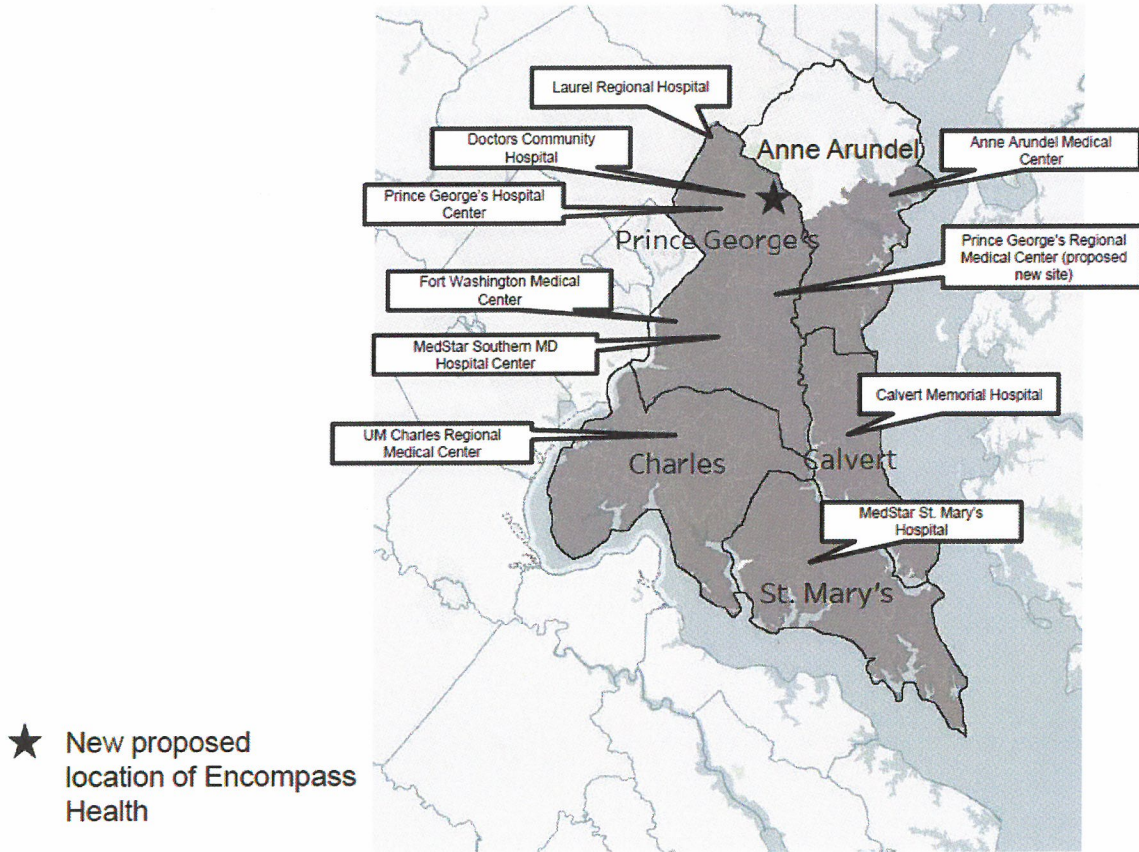 Laurel Regional Hospital
Doctors Community
Hospital
Anne Arundel
Anne Arundel Medical
Center
Prince George's Hospital
Center
Prince George's
Prince George's Regional
Medical Center (proposed
new site)
Fort Washington Medical
Center
MedStar Southern MD
Hospital Center
Calvert Memorial Hospital
UM Charles Regional
Medical Center
Charles
Calvert
MedStar St. Mary's
Hospital
St. Mary's
New proposed
location of Encompass
Health